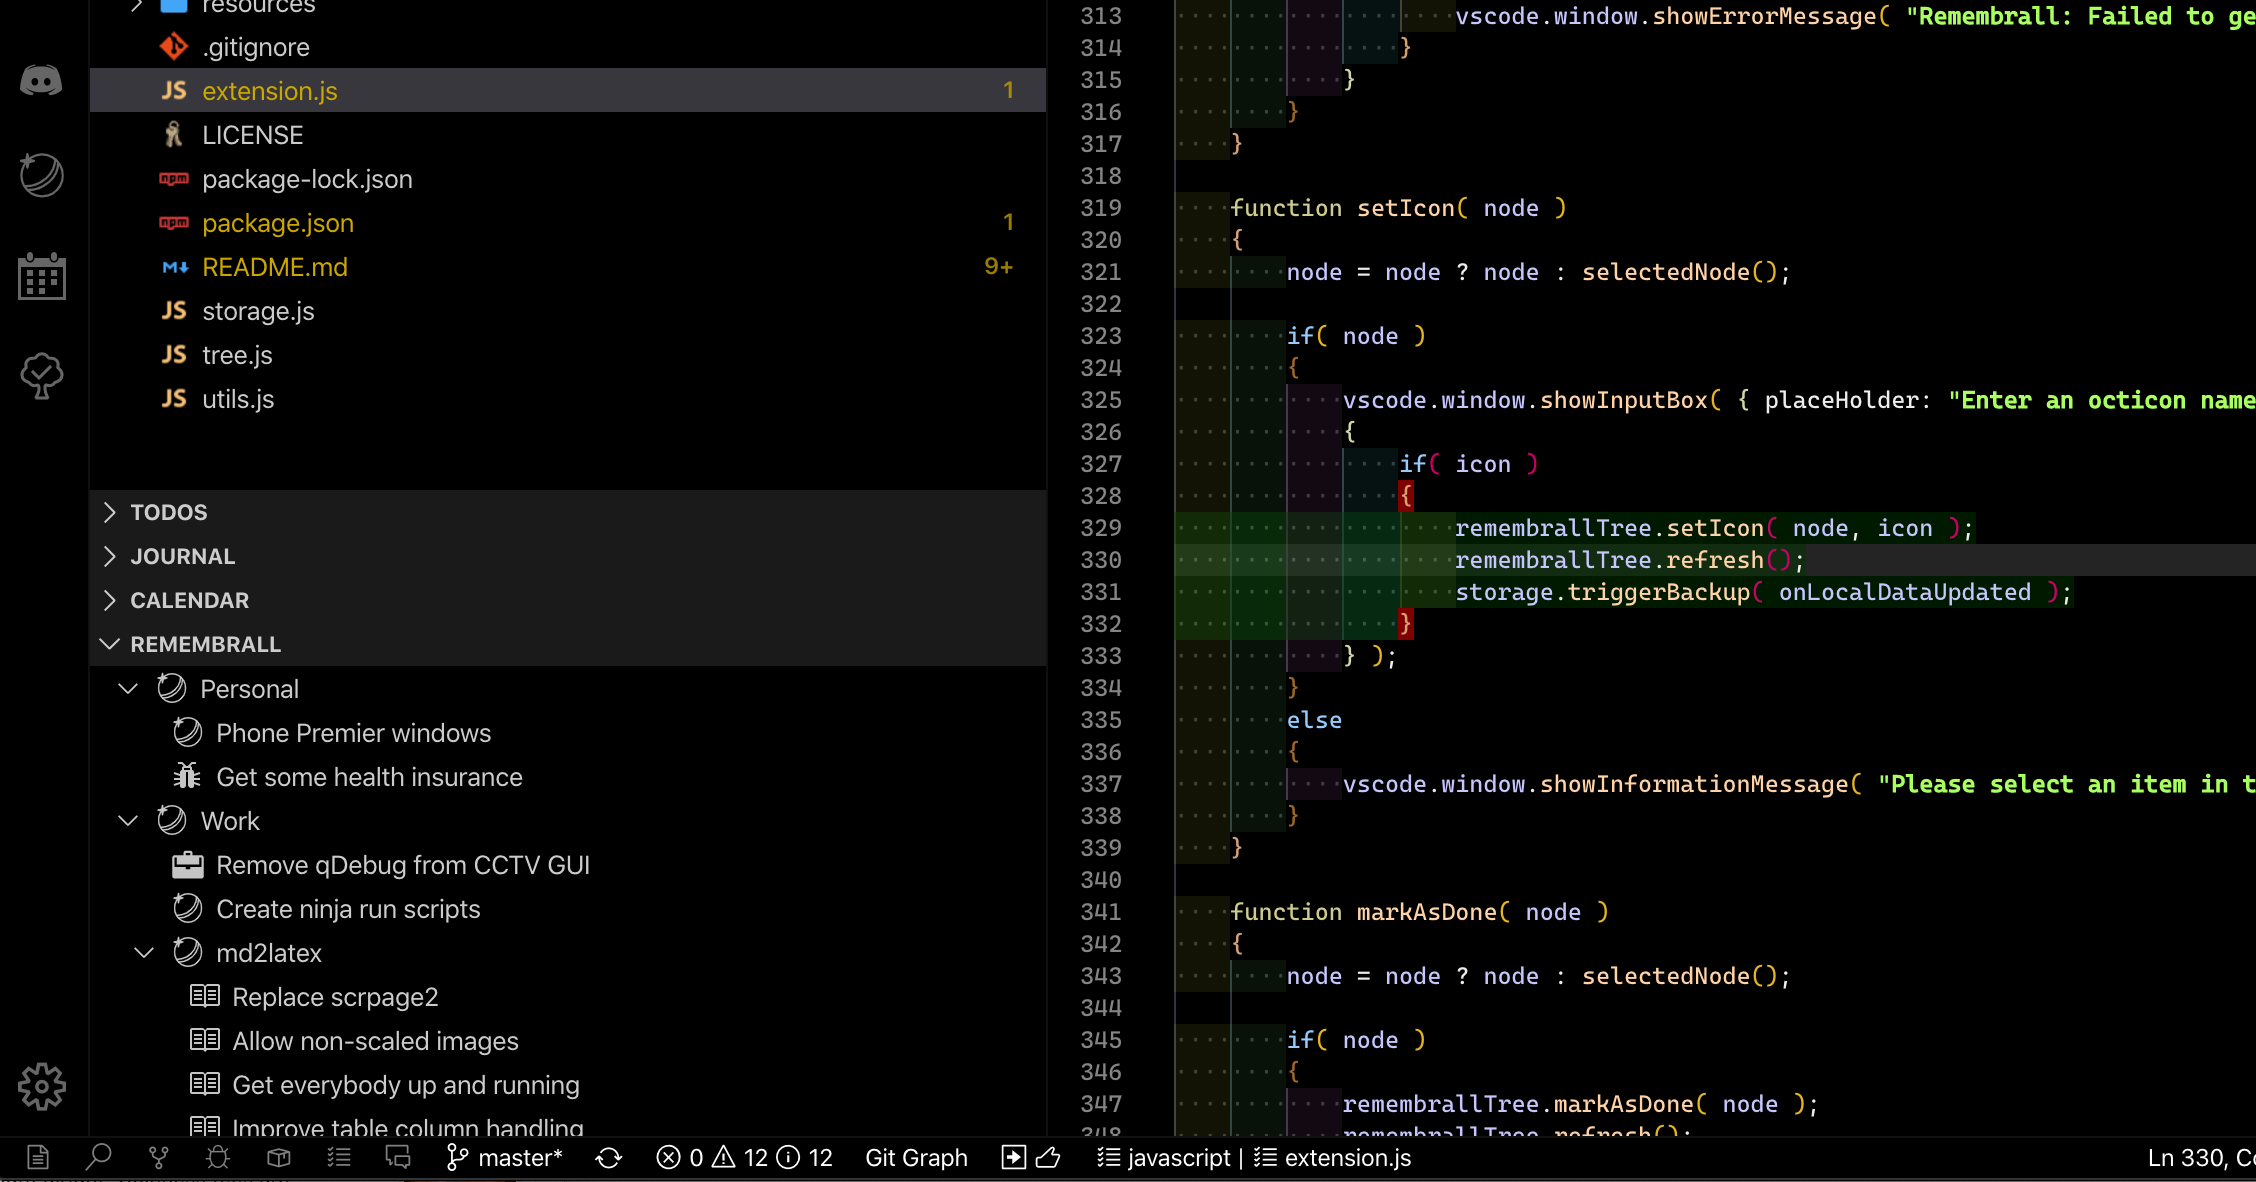 resources
.gitignore
JS extension.js 1
LICENSE
npm package-lock.json
npm package.json 1
M README.md 9+
JS storage.js
JS tree.js
JS utils.js
TODOS
JOURNAL
CALENDAR
REMEMBRALL
Personal
Phone Premier windows
Get some health insurance
Work
Remove qDebug from CCTV GUI
Create ninja run scripts
md2latex
Replace scrpage2
Allow non-scaled images
Get everybody up and running
Improve table column handling
313 vscode.window.showErrorMessage( "Remembrall: Failed to ge
314 }
315 }
316 }
317 }
318
319 function setIcon( node )
320 {
321 node = node ? node : selectedNode();
322
323 if( node )
324 {
325 vscode.window.showInputBox( { placeHolder: "Enter an octicon name
326 {
327 if( icon )
328 {
329 remembrallTree.setIcon( node, icon );
330 remembrallTree.refresh();
331 storage.triggerBackup( onLocalDataUpdated );
332 }
333 } );
334 }
335 else
336 {
337 vscode.window.showInformationMessage( "Please select an item in t
338 }
339 }
340
341 function markAsDone( node )
342 {
343 node = node ? node : selectedNode();
344
345 if( node )
346 {
347 remembrallTree.markAsDone( node );
348 remembrallTree.refresh();
master* 0 12 12 Git Graph javascript | extension.js Ln 330, Co